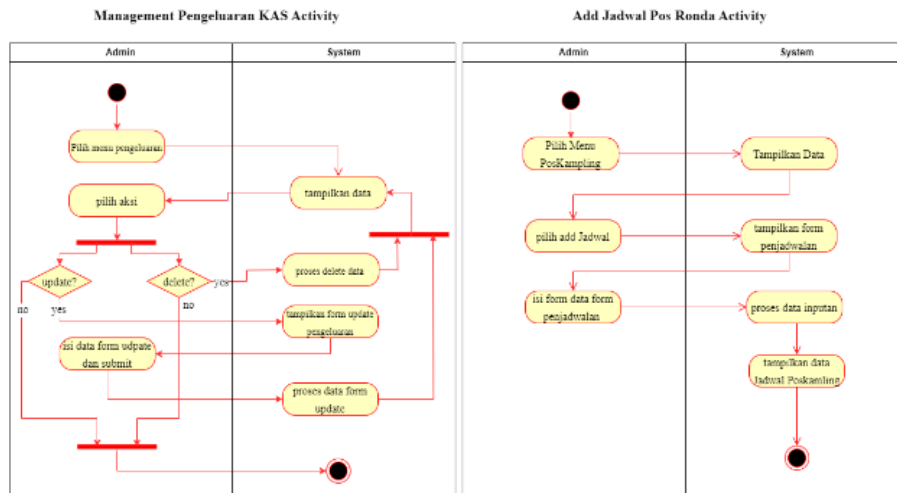 Management Pengeluaran KAS Activity
Admin
System
Pilih menu pengeluaran
tampilkan data
pilih aksi
update?
delete?
yes
proses delete data
no
yes
no
tampilkan form update
pengeluaran
isi data form udpate
dan submit
proses data form
update
Add Jadwal Pos Ronda Activity
Admin
System
Pilih Menu
PosKampling
Tampilkan Data
pilih add Jadwal
tampilkan form
penjadwalan
isi form data form
penjadwalan
proses data inputan
tampilkan data
Jadwal Poskamling